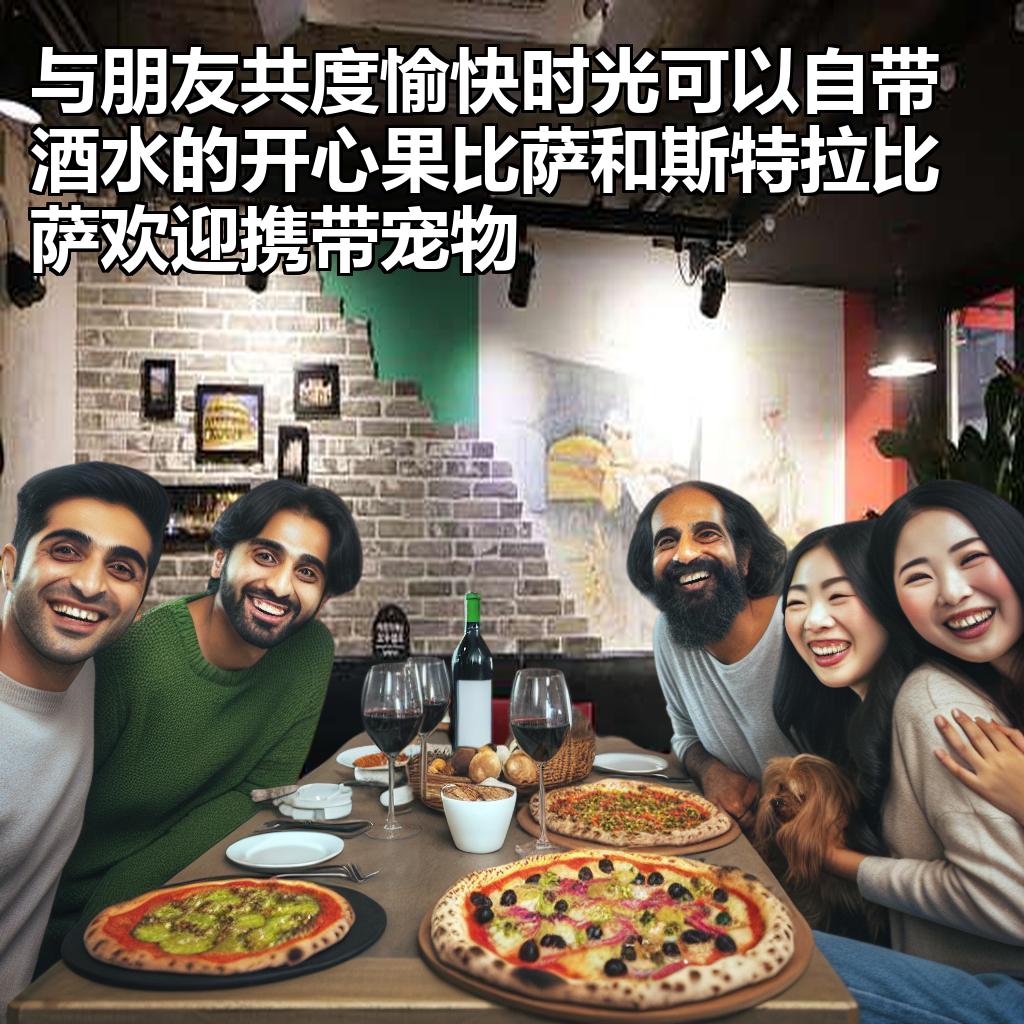 与朋友共度愉快时光可以自带
酒水的开心果比萨和斯特拉比
萨欢迎携带宠物